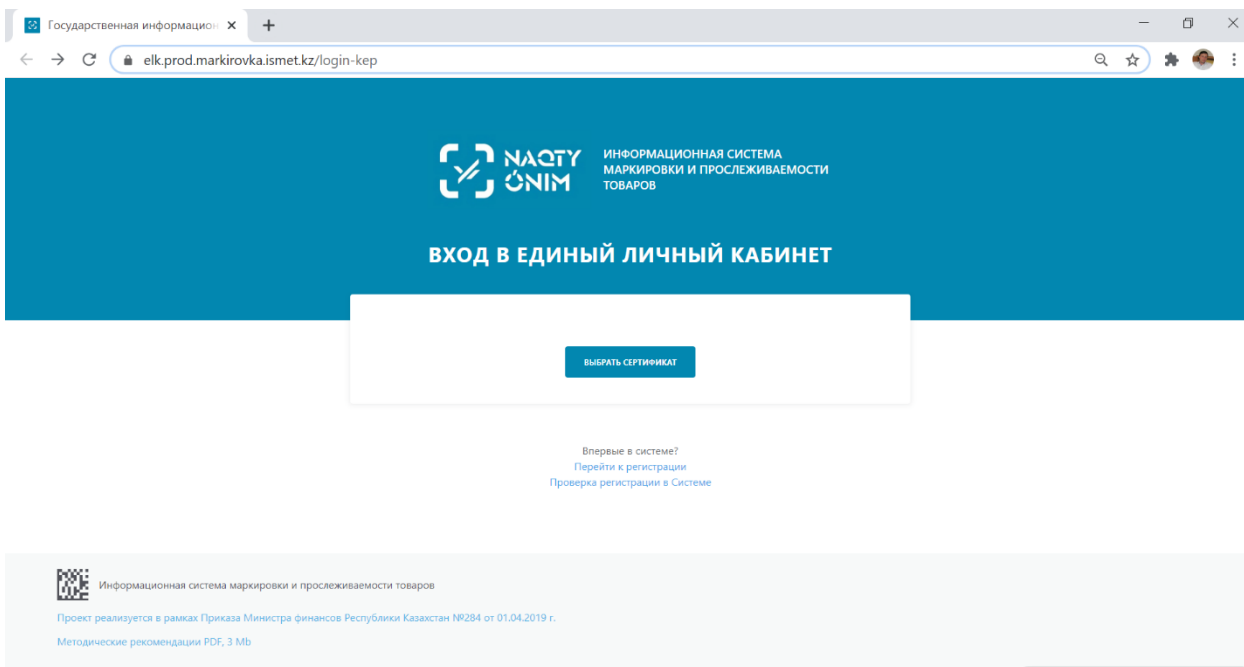 Государственная информацион
elk.prod.markirovka.ismet.kz/login-kep
NAQTY
ÓNIM
ИНФОРМАЦИОННАЯ СИСТЕМА
МАРКИРОВКИ И ПРОСЛЕЖИВАЕМОСТИ
ТОВАРОВ
ВХОД В ЕДИНЫЙ ЛИЧНЫЙ КАБИНЕТ
ВЫБРАТЬ СЕРТИФИКАТ
Впервые в системе?
Перейти к регистрации
Проверка регистрации в Системе
Информационная система маркировки и прослеживаемости товаров
Проект реализуется в рамках Приказа Министра финансов Республики Казахстан №284 от 01.04.2019 г.
Методические рекомендации PDF, 3 Mb